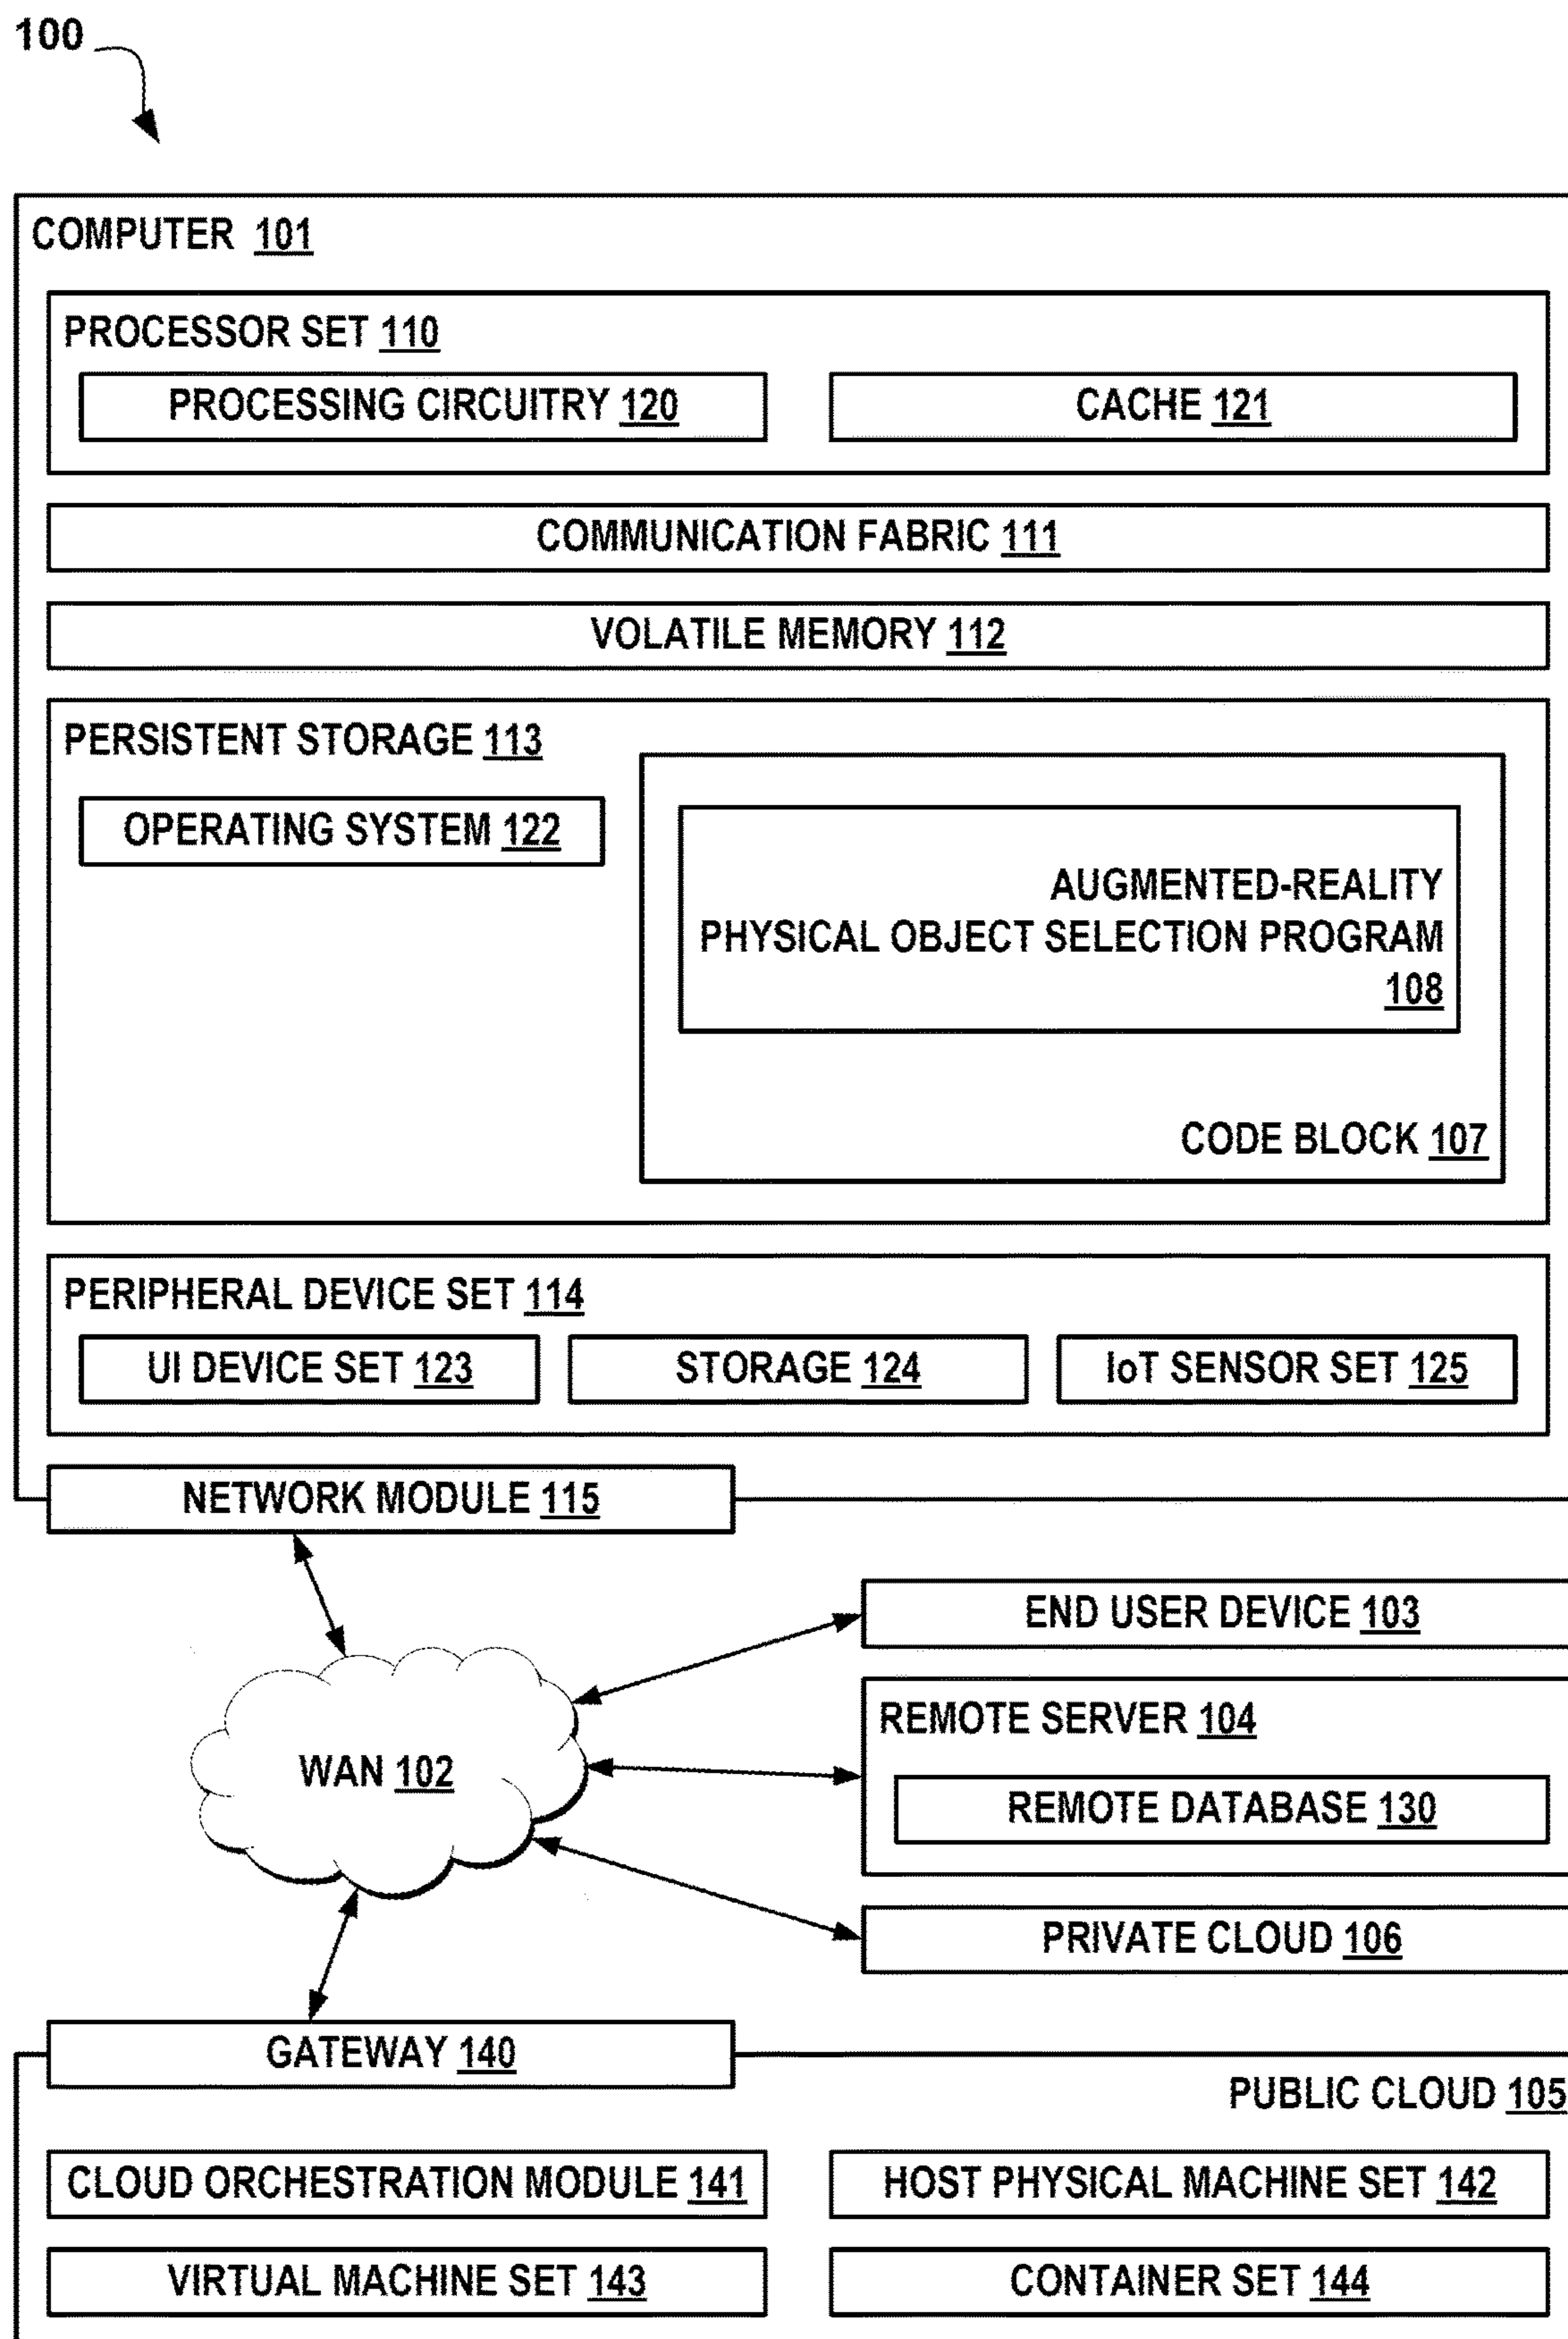 100
COMPUTER 101
PROCESSOR SET 110
PROCESSING CIRCUITRY 120
CACHE 121
COMMUNICATION FABRIC 111
VOLATILE MEMORY 112
PERSISTENT STORAGE 113
OPERATING SYSTEM 122
AUGMENTED-REALITY
PHYSICAL OBJECT SELECTION PROGRAM
108
CODE BLOCK 107
PERIPHERAL DEVICE SET 114
UI DEVICE SET 123
STORAGE 124
IoT SENSOR SET 125
NETWORK MODULE 115
END USER DEVICE 103
REMOTE SERVER 104
WAN 102
REMOTE DATABASE 130
PRIVATE CLOUD 106
GATEWAY 140
PUBLIC CLOUD 105
CLOUD ORCHESTRATION MODULE 141
HOST PHYSICAL MACHINE SET 142
VIRTUAL MACHINE SET 143
CONTAINER SET 144